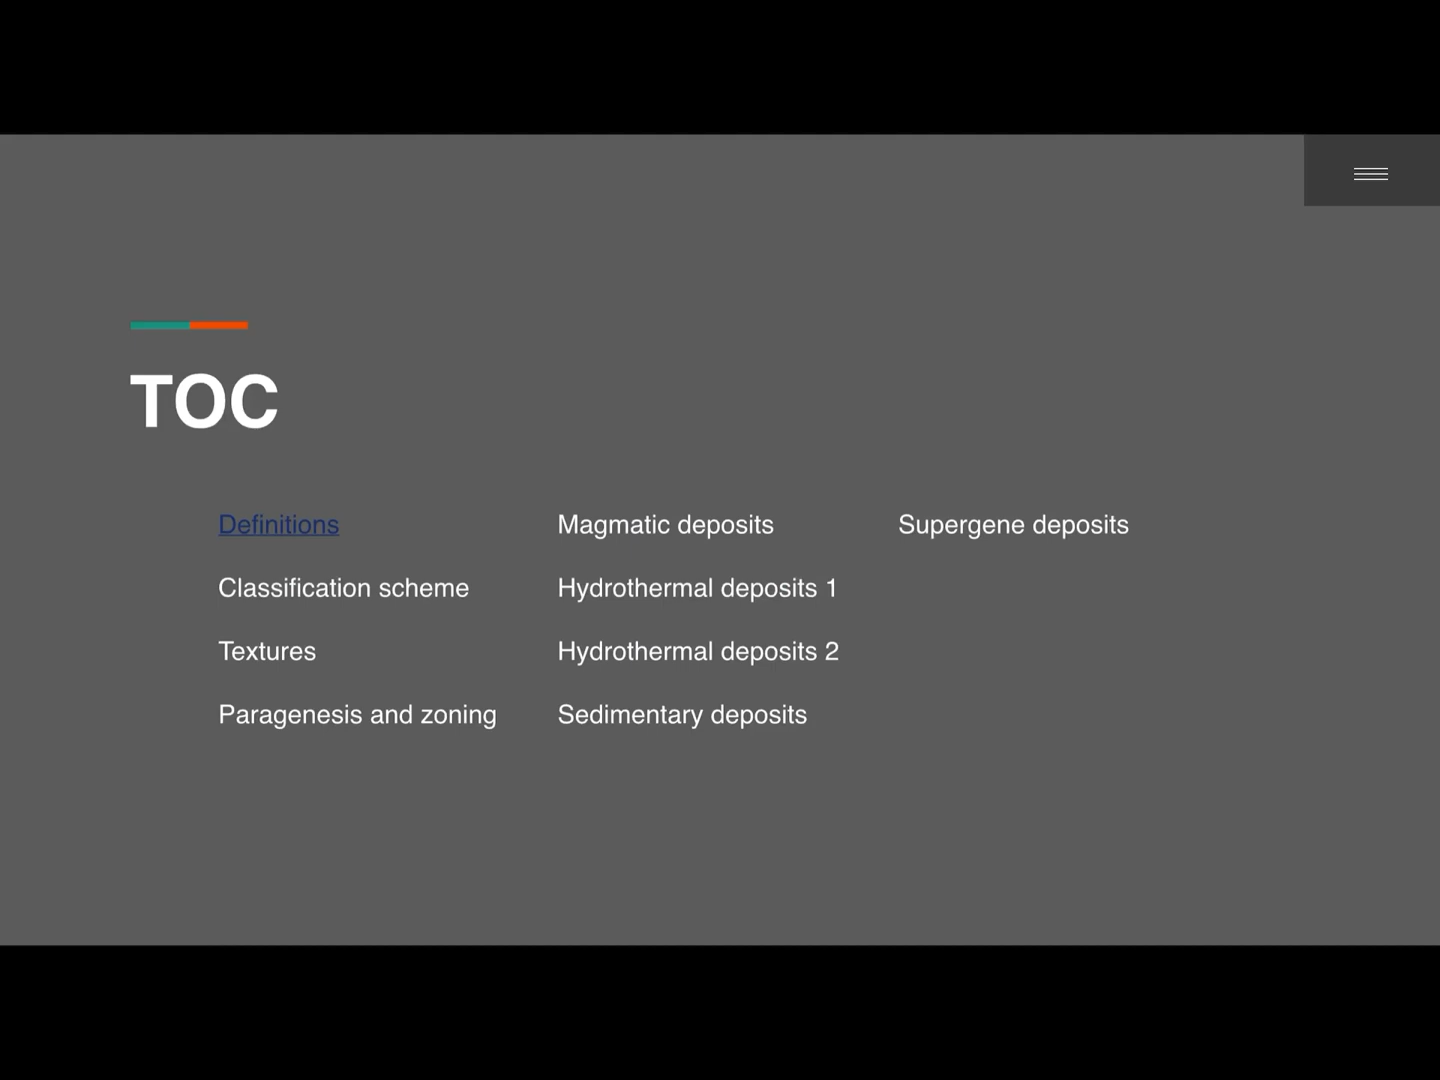 TOC
Definitions
Classification scheme
Textures
Paragenesis and zoning
Magmatic deposits
Hydrothermal deposits 1
Hydrothermal deposits 2
Sedimentary deposits
Supergene deposits